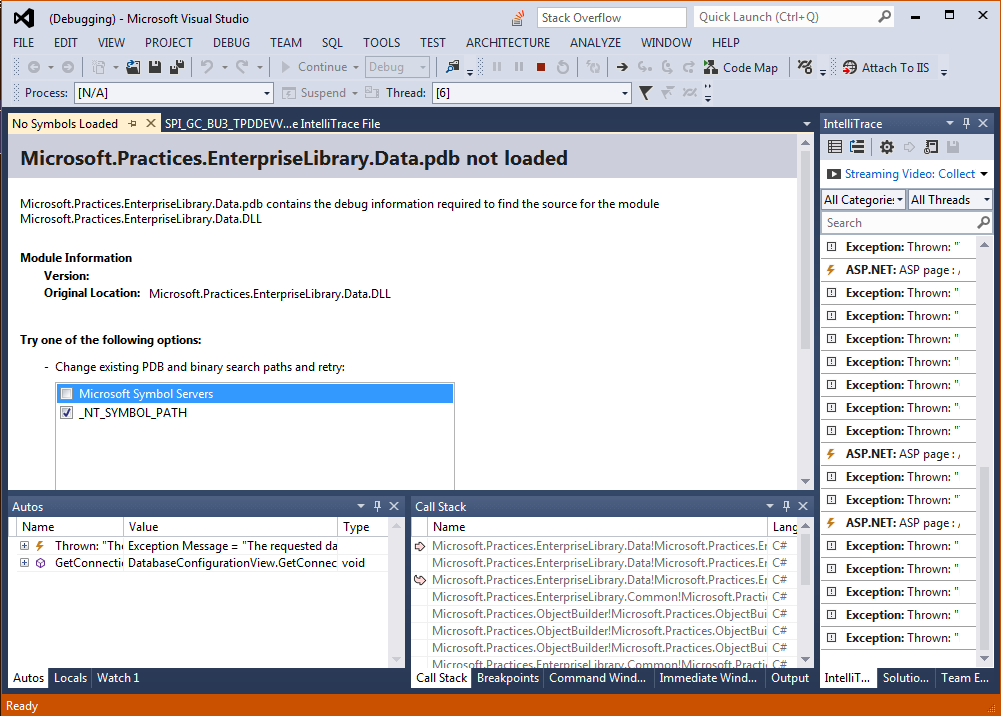 (Debugging) - Microsoft Visual Studio
Stack Overflow
Quick Launch (Ctrl+Q)
FILE EDIT VIEW PROJECT DEBUG TEAM SQL TOOLS TEST ARCHITECTURE ANALYZE WINDOW HELP
Continue Debug Code Map Attach To IIS
Process: [N/A] Suspend Thread: [6]
No Symbols Loaded SPI_GC_BU3_TPDDEVV...e IntelliTrace File
Microsoft.Practices.EnterpriseLibrary.Data.pdb not loaded
Microsoft.Practices.EnterpriseLibrary.Data.pdb contains the debug information required to find the source for the module
Microsoft.Practices.EnterpriseLibrary.Data.DLL
Module Information
Version:
Original Location: Microsoft.Practices.EnterpriseLibrary.Data.DLL
Try one of the following options:
- Change existing PDB and binary search paths and retry:
Microsoft Symbol Servers
_NT_SYMBOL_PATH
Autos
Name Value Type
Thrown: "The Exception Message = "The requested da
GetConnectio DatabaseConfigurationView.GetConnec void
Autos Locals Watch 1
Call Stack
Name Lang
Microsoft.Practices.EnterpriseLibrary.Data!Microsoft.Practices.En C#
Microsoft.Practices.EnterpriseLibrary.Data!Microsoft.Practices.En C#
Microsoft.Practices.EnterpriseLibrary.Data!Microsoft.Practices.En C#
Microsoft.Practices.EnterpriseLibrary.Common!Microsoft.Practic C#
Microsoft.Practices.ObjectBuilder!Microsoft.Practices.ObjectBui C#
Microsoft.Practices.ObjectBuilder!Microsoft.Practices.ObjectBui C#
Microsoft.Practices.ObjectBuilder!Microsoft.Practices.ObjectBui C#
Microsoft.Practices.EnterpriseLibrary.Common!Microsoft.Practic C#
Call Stack Breakpoints Command Wind... Immediate Wind... Output
IntelliTrace
Streaming Video: Collect
All Categories All Threads
Search
Exception: Thrown: "
ASP.NET: ASP page : /
Exception: Thrown: "
Exception: Thrown: "
Exception: Thrown: "
Exception: Thrown: "
Exception: Thrown: "
Exception: Thrown: "
Exception: Thrown: "
ASP.NET: ASP page : /
Exception: Thrown: "
Exception: Thrown: "
ASP.NET: ASP page : /
Exception: Thrown: "
Exception: Thrown: "
Exception: Thrown: "
Exception: Thrown: "
Exception: Thrown: "
IntelliT... Solutio... Team E...
Ready